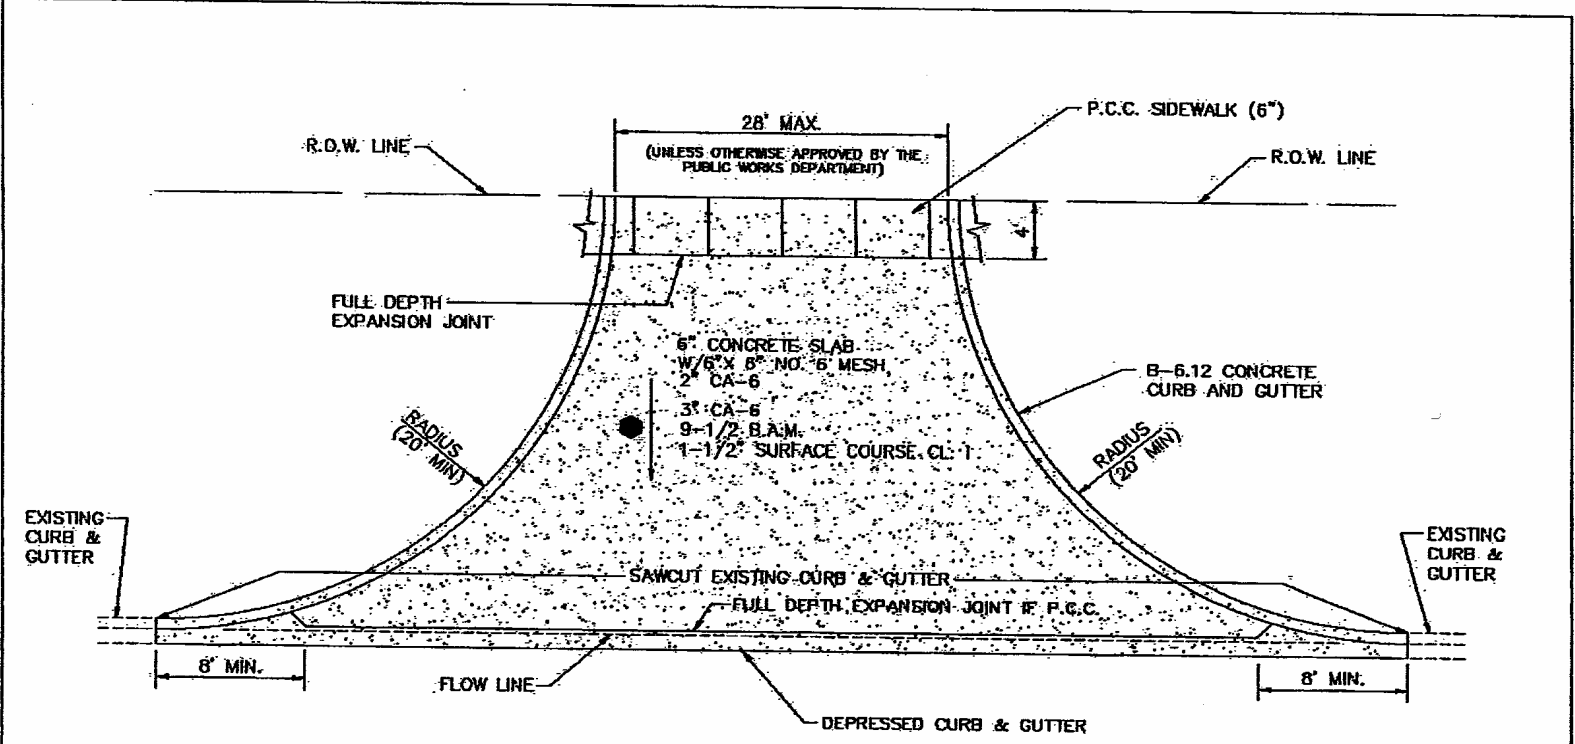 28' MAX.
(UNLESS OTHERWISE APPROVED BY THE
PUBLIC WORKS DEPARTMENT)
P.C.C. SIDEWALK (6")
R.O.W. LINE
R.O.W. LINE
4'
FULL DEPTH
EXPANSION JOINT
6" CONCRETE SLAB
W/6" X 6" NO. 6 MESH
2" CA-6
3" CA-6
9-1/2 B.A.M.
1-1/2" SURFACE COURSE CL. I
B-6.12 CONCRETE
CURB AND GUTTER
RADIUS
(20' MIN)
RADIUS
(20' MIN)
EXISTING
CURB &
GUTTER
EXISTING
CURB &
GUTTER
SAWCUT EXISTING CURB & GUTTER
FULL DEPTH EXPANSION JOINT IF P.C.C.
8' MIN.
FLOW LINE
8' MIN.
DEPRESSED CURB & GUTTER